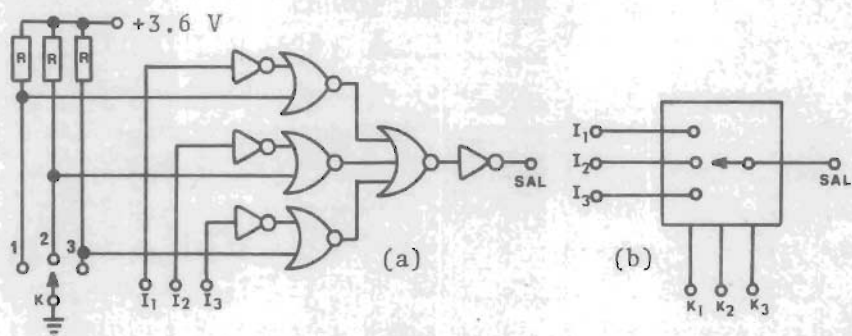 +3.6 V
R R R
SAL
1 2 3
K
I1 I2 I3
(a)
I1
I2
I3
SAL
(b)
K1 K2 K3